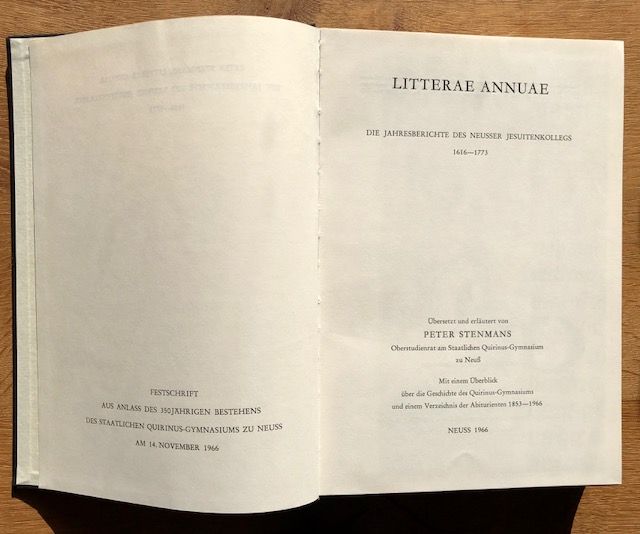 FESTSCHRIFT
AUS ANLASS DES 350JÄHRIGEN BESTEHENS
DES STAATLICHEN QUIRINUS-GYMNASIUMS ZU NEUSS
AM 14. NOVEMBER 1966
LITTERAE ANNUAE
DIE JAHRESBERICHTE DES NEUSSER JESUITENKOLLEGS
1616—1773
Übersetzt und erläutert von
PETER STENMANS
Oberstudienrat am Staatlichen Quirinus-Gymnasium
zu Neuß
Mit einem Überblick
über die Geschichte des Quirinus-Gymnasiums
und einem Verzeichnis der Abiturienten 1853—1966
NEUSS 1966